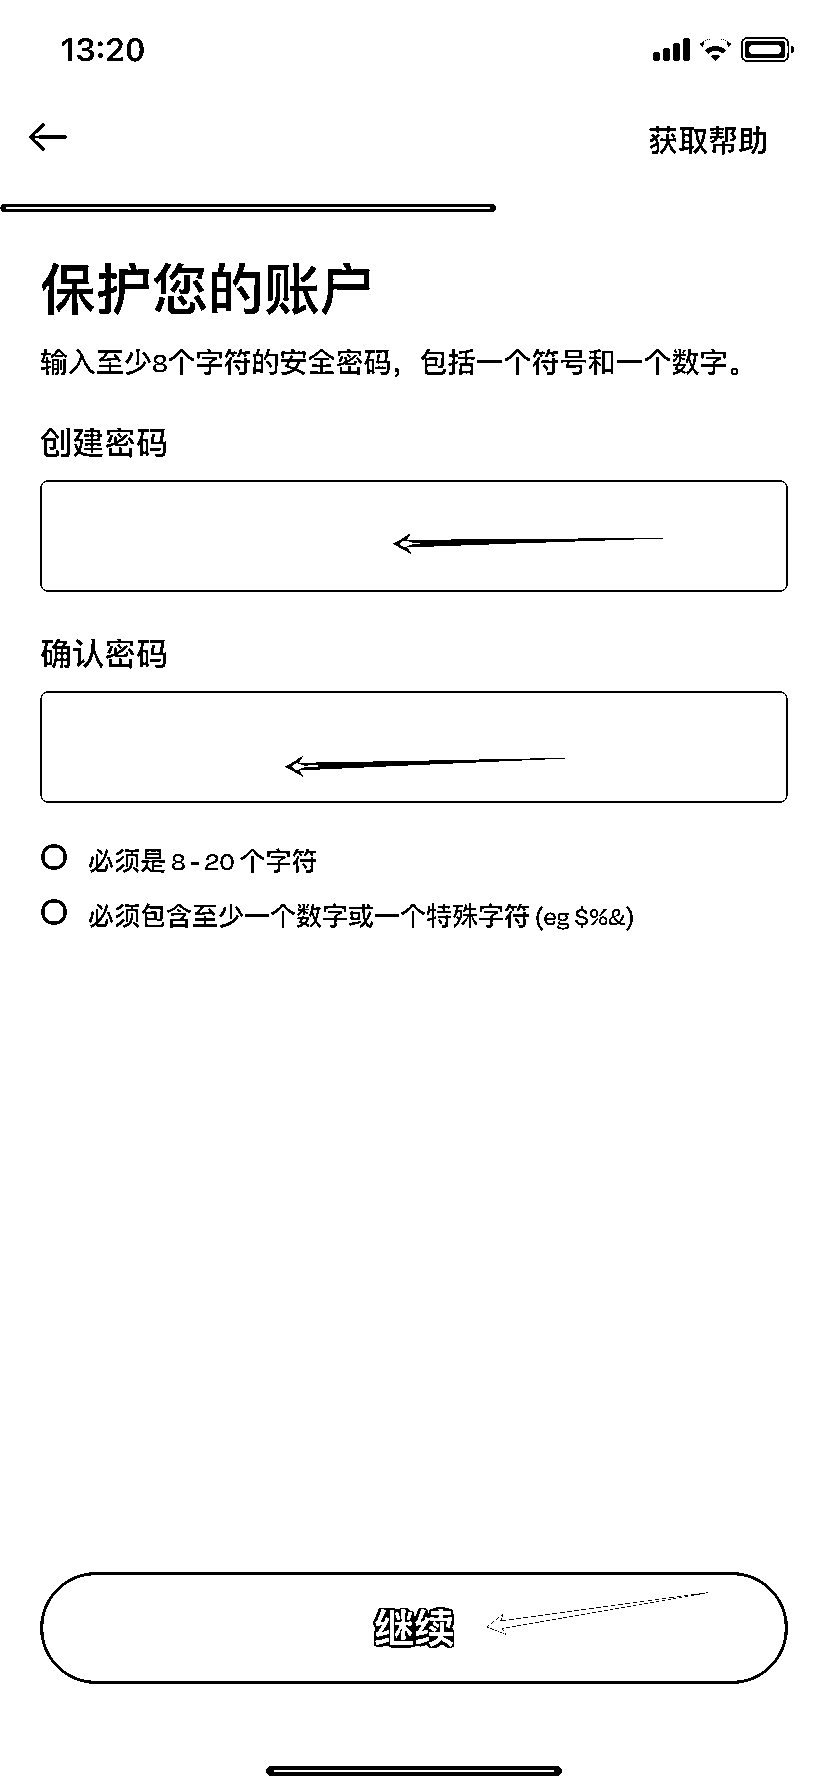 13:20
获取帮助
保护您的账户
输入至少8个字符的安全密码，包括一个符号和一个数字。
创建密码
确认密码
必须是 8 - 20 个字符
必须包含至少一个数字或一个特殊字符 (eg $%&)
继续